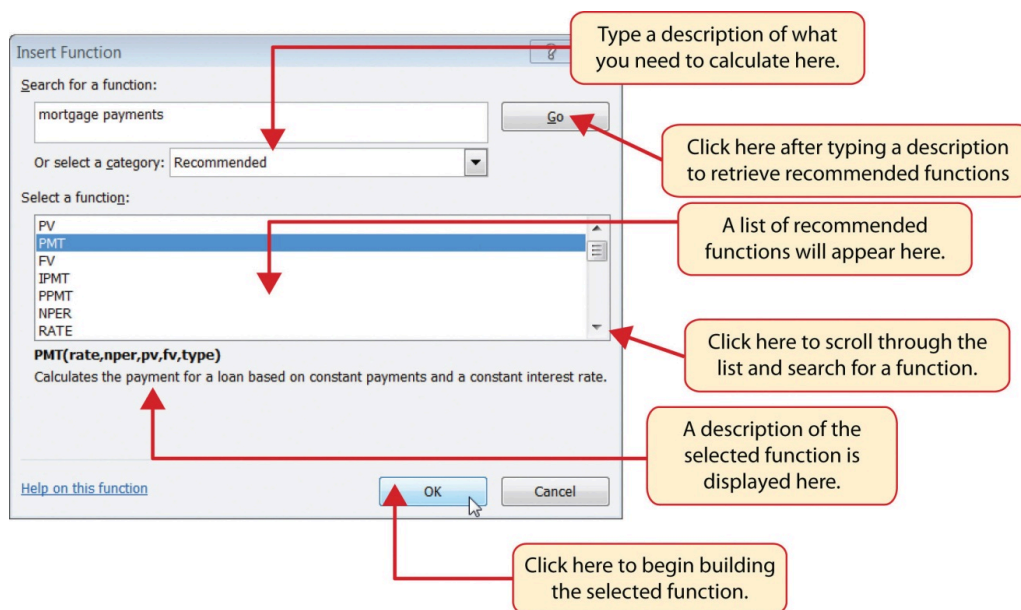 Type a description of what
you need to calculate here.
Insert Function
?
Search for a function:
mortgage payments
Go
Click here after typing a description
to retrieve recommended functions
Or select a category: Recommended
Select a function:
A list of recommended
functions will appear here.
PV
PMT
FV
IPMT
PPMT
NPER
RATE
Click here to scroll through the
list and search for a function.
PMT(rate,nper,pv,fv,type)
Calculates the payment for a loan based on constant payments and a constant interest rate.
A description of the
selected function is
displayed here.
Help on this function
OK
Cancel
Click here to begin building
the selected function.